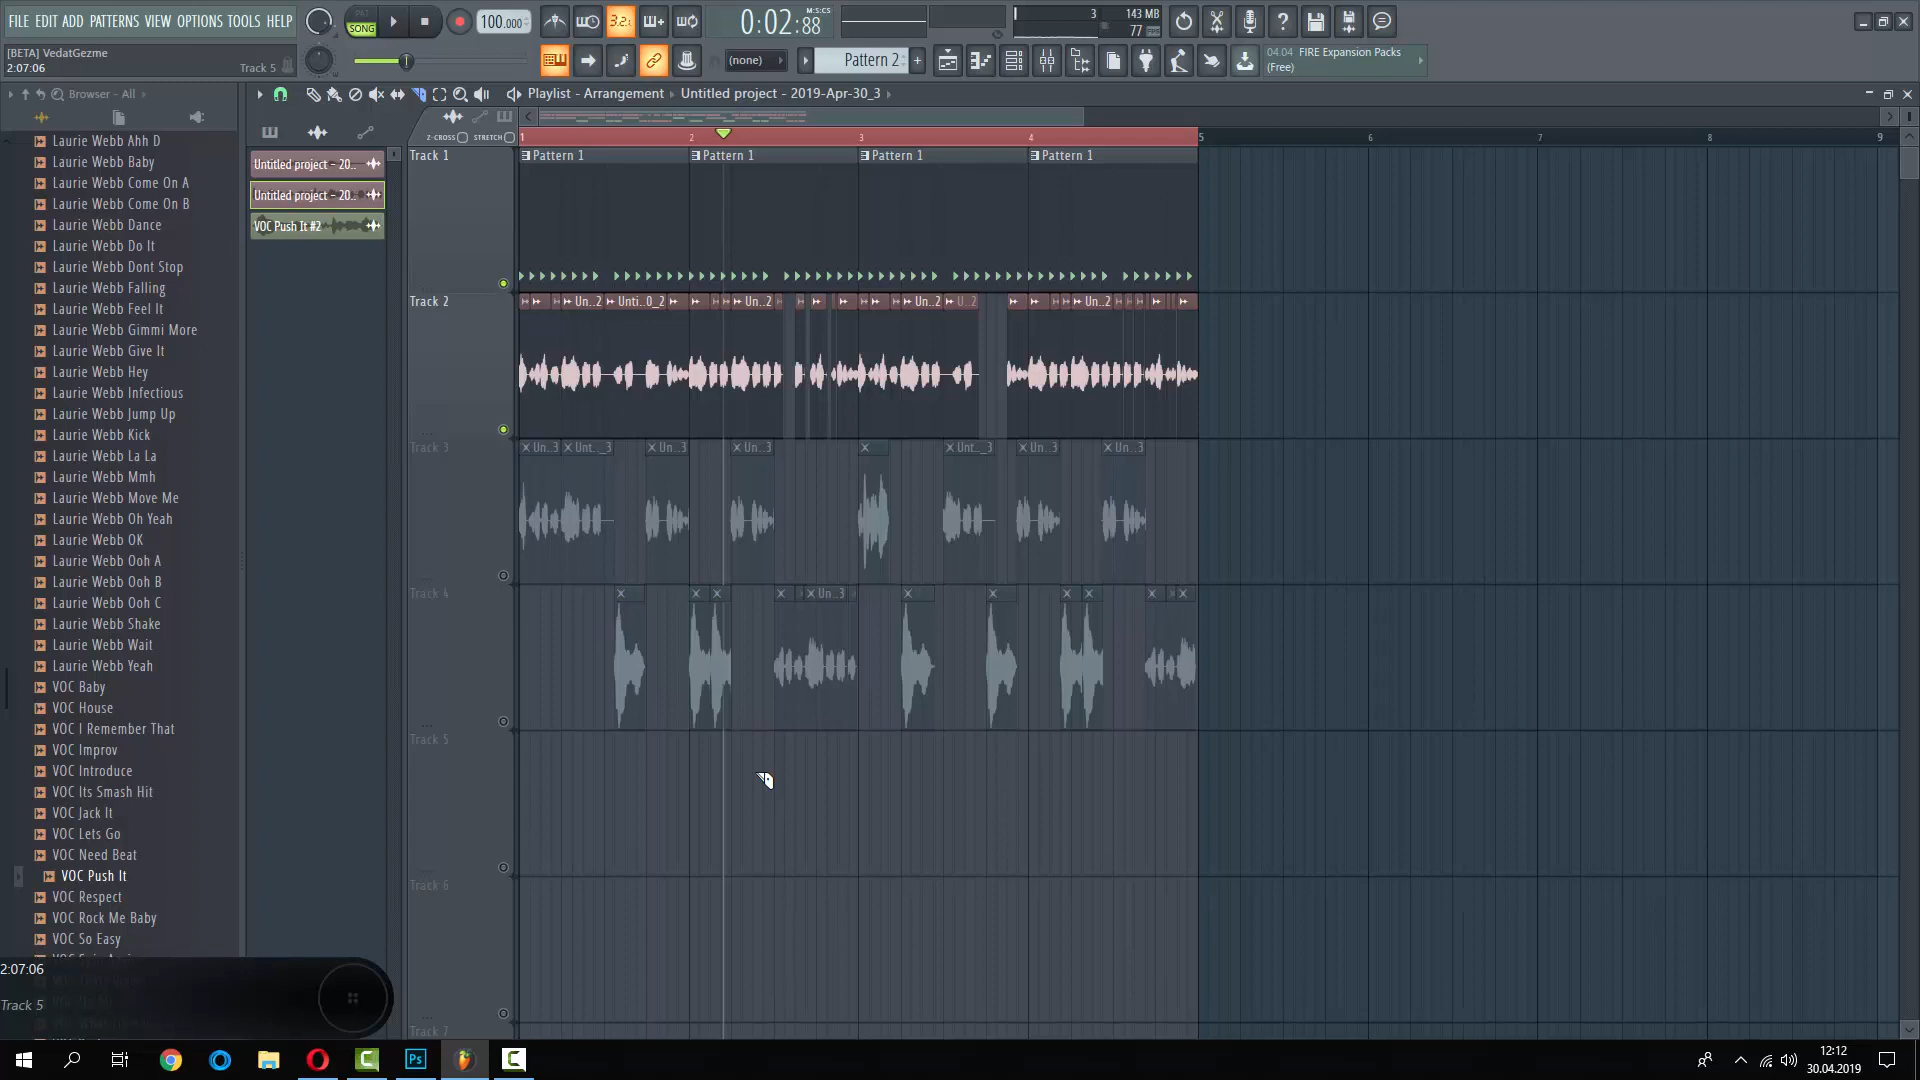 FILE EDIT ADD PATTERNS VIEW OPTIONS TOOLS HELP
PAT
SONG
100.000
3.2.
0:02:88
M:S:CS
3
143 MB
77
[BETA] VedatGezme
2:07:06
Track 5
(none)
Pattern 2
04.04 FIRE Expansion Packs
(Free)
Browser - All
Playlist - Arrangement
Untitled project - 2019-Apr-30_3
Z-CROSS
STRETCH
1 2 3 4 5 6 7 8 9
Laurie Webb Ahh D
Laurie Webb Baby
Laurie Webb Come On A
Laurie Webb Come On B
Laurie Webb Dance
Laurie Webb Do It
Laurie Webb Dont Stop
Laurie Webb Falling
Laurie Webb Feel It
Laurie Webb Gimmi More
Laurie Webb Give It
Laurie Webb Hey
Laurie Webb Infectious
Laurie Webb Jump Up
Laurie Webb Kick
Laurie Webb La La
Laurie Webb Mmh
Laurie Webb Move Me
Laurie Webb Oh Yeah
Laurie Webb OK
Laurie Webb Ooh A
Laurie Webb Ooh B
Laurie Webb Ooh C
Laurie Webb Shake
Laurie Webb Wait
Laurie Webb Yeah
VOC Baby
VOC House
VOC I Remember That
VOC Improv
VOC Introduce
VOC Its Smash Hit
VOC Jack It
VOC Lets Go
VOC Need Beat
VOC Push It
VOC Respect
VOC Rock Me Baby
VOC So Easy
2:07:06
Track 5
Untitled project - 20..
Untitled project - 20..
VOC Push It #2
Track 1
Pattern 1
Pattern 1
Pattern 1
Pattern 1
Track 2
Un..2
Unti..0_2
Un..2
Un..2
U..2
Un..2
Track 3
Un..3
Unt.._3
Un..3
Un..3
Unt.._3
Un..3
Un..3
Track 4
Un..3
Track 5
Track 6
Track 7
Ps
12:12
30.04.2019